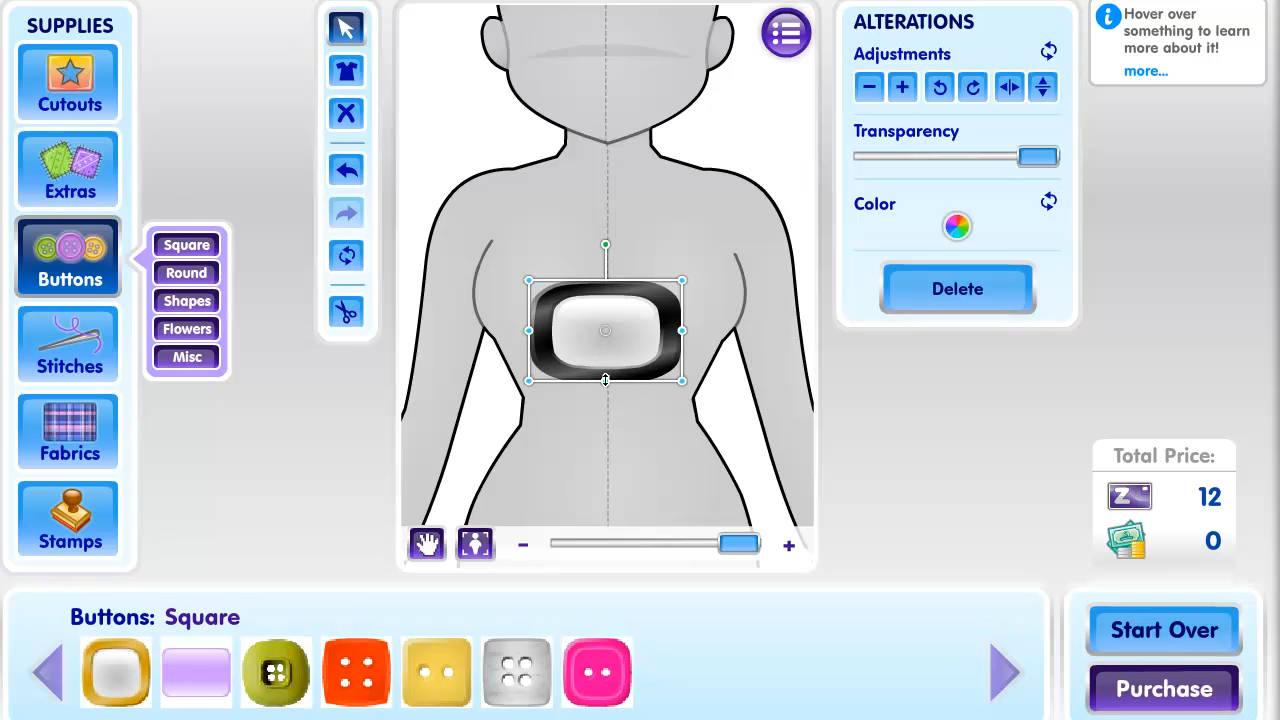 SUPPLIES
Cutouts
Extras
Buttons
Stitches
Fabrics
Stamps
Square
Round
Shapes
Flowers
Misc
ALTERATIONS
Adjustments
Transparency
Color
Delete
Hover over
something to learn
more about it!
more...
Total Price:
Z 12
0
Buttons: Square
Start Over
Purchase